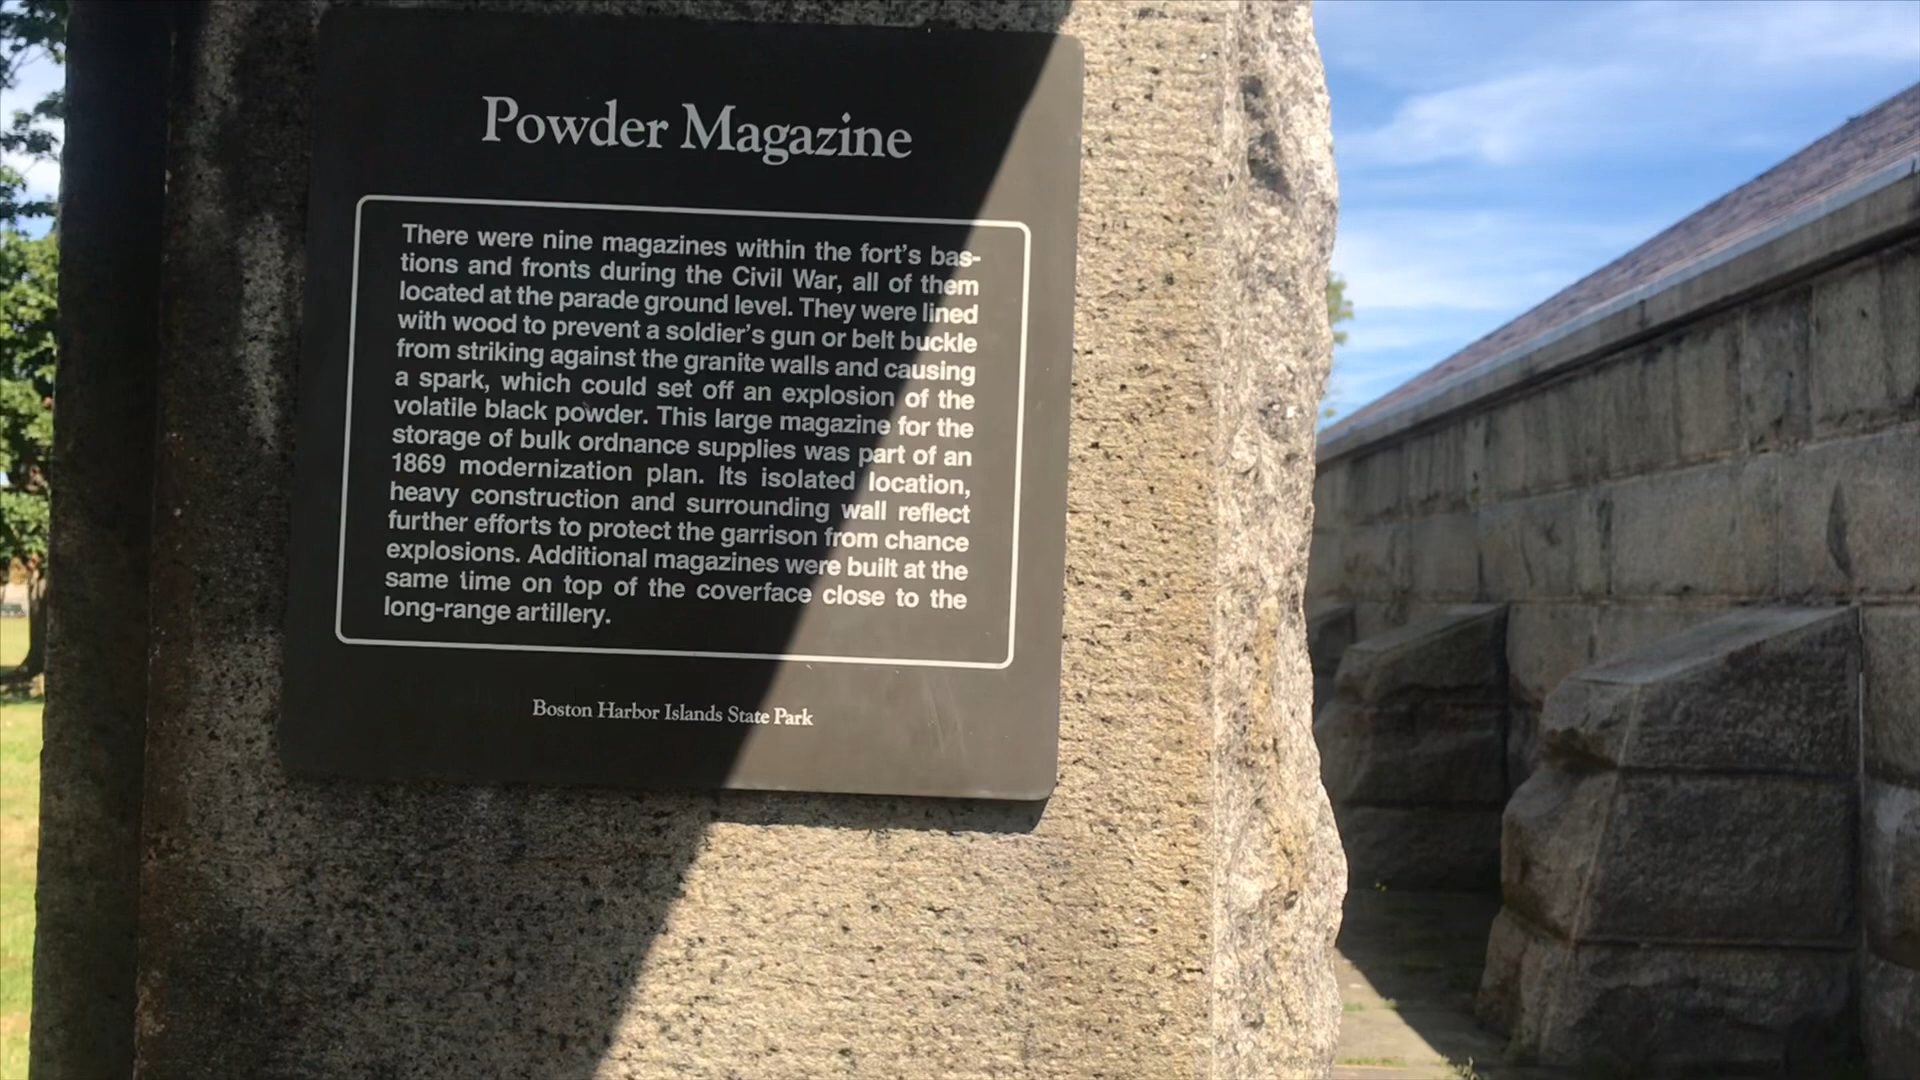 Powder Magazine
There were nine magazines within the fort's bas-
tions and fronts during the Civil War, all of them
located at the parade ground level. They were lined
with wood to prevent a soldier's gun or belt buckle
from striking against the granite walls and causing
a spark, which could set off an explosion of the
volatile black powder. This large magazine for the
storage of bulk ordnance supplies was part of an
1869 modernization plan. Its isolated location,
heavy construction and surrounding wall reflect
further efforts to protect the garrison from chance
explosions. Additional magazines were built at the
same time on top of the coverface close to the
long-range artillery.
Boston Harbor Islands State Park